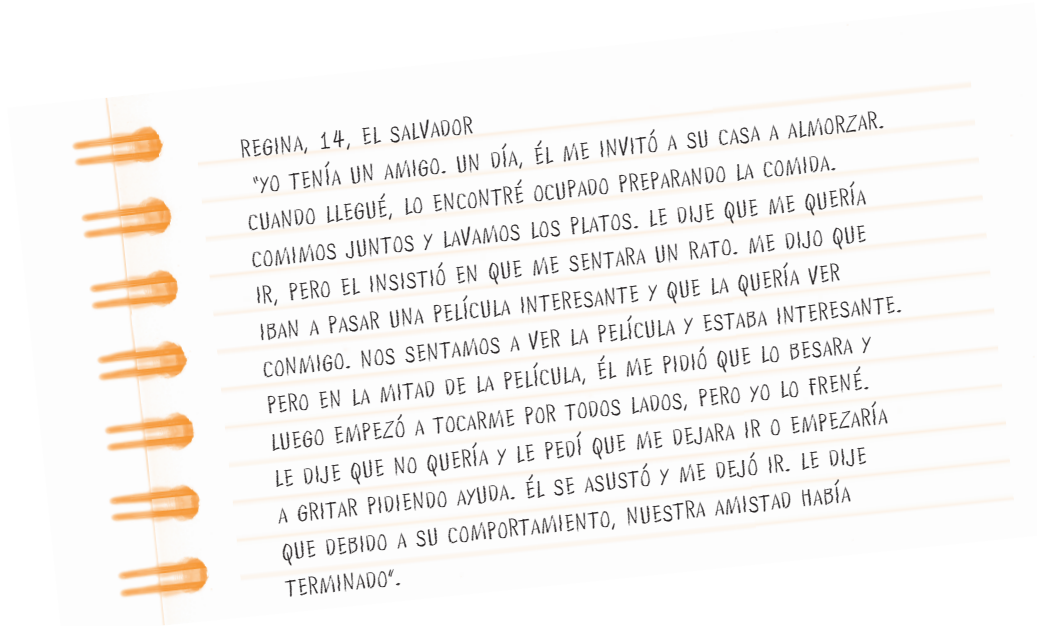 REGINA, 14, EL SALVADOR
"YO TENÍA UN AMIGO. UN DÍA, ÉL ME INVITÓ A SU CASA A ALMORZAR.
CUANDO LLEGUÉ, LO ENCONTRÉ OCUPADO PREPARANDO LA COMIDA.
COMIMOS JUNTOS Y LAVAMOS LOS PLATOS. LE DIJE QUE ME QUERÍA
IR, PERO EL INSISTIÓ EN QUE ME SENTARA UN RATO. ME DIJO QUE
IBAN A PASAR UNA PELÍCULA INTERESANTE Y QUE LA QUERÍA VER
CONMIGO. NOS SENTAMOS A VER LA PELÍCULA Y ESTABA INTERESANTE.
PERO EN LA MITAD DE LA PELÍCULA, ÉL ME PIDIÓ QUE LO BESARA Y
LUEGO EMPEZÓ A TOCARME POR TODOS LADOS, PERO YO LO FRENÉ.
LE DIJE QUE NO QUERÍA Y LE PEDÍ QUE ME DEJARA IR O EMPEZARÍA
A GRITAR PIDIENDO AYUDA. ÉL SE ASUSTÓ Y ME DEJÓ IR. LE DIJE
QUE DEBIDO A SU COMPORTAMIENTO, NUESTRA AMISTAD HABÍA
TERMINADO".